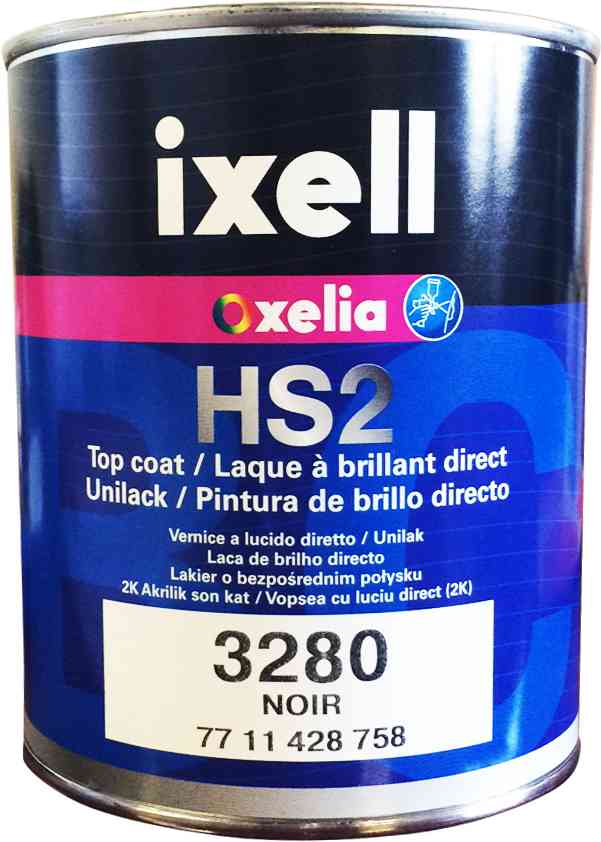 ixell
Oxelia
HS2
Top coat / Laque à brillant direct
Unilack / Pintura de brillo directo
Vernice a lucido diretto / Unilak
Laca de brilho directo
Lakier o bezpośrednim połysku
2K Akrilik son kat / Vopsea cu luciu direct (2K)
3280
NOIR
77 11 428 758